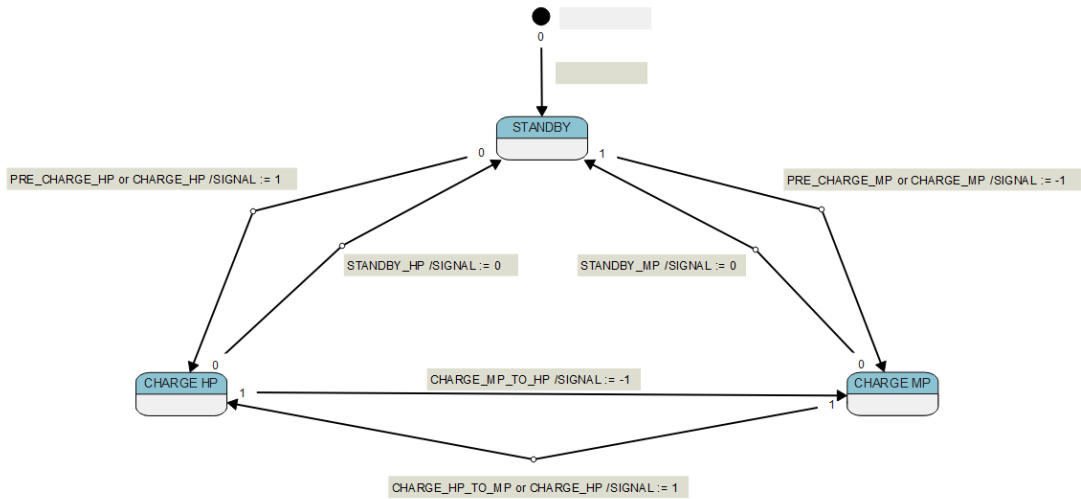 0
STANDBY
0
1
PRE_CHARGE_HP or CHARGE_HP /SIGNAL := 1
PRE_CHARGE_MP or CHARGE_MP /SIGNAL := -1
STANDBY_HP /SIGNAL := 0
STANDBY_MP /SIGNAL := 0
0
0
CHARGE HP
1
CHARGE_MP_TO_HP /SIGNAL := -1
CHARGE MP
1
CHARGE_HP_TO_MP or CHARGE_HP /SIGNAL := 1